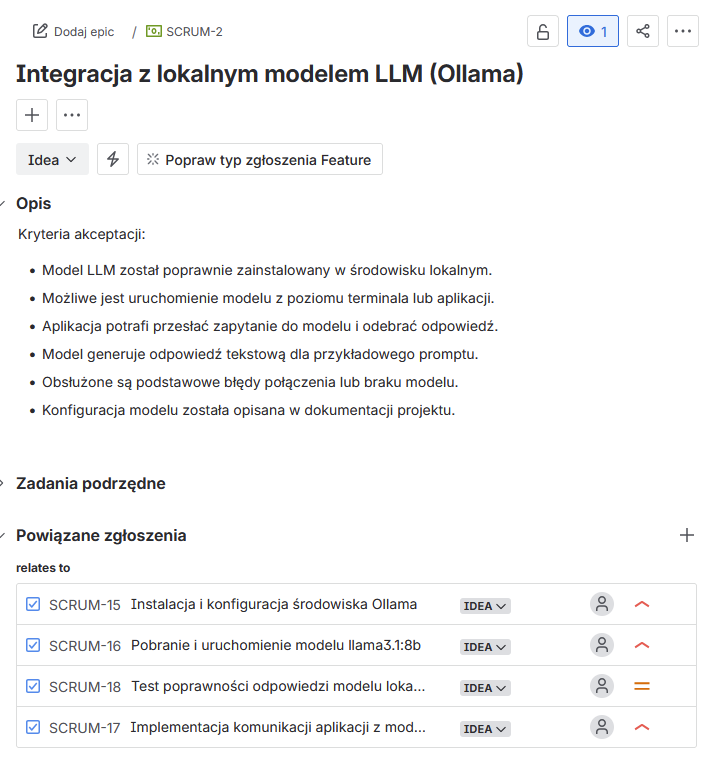 Dodaj epic / SCRUM-2
1
Integracja z lokalnym modelem LLM (Ollama)
Idea
Popraw typ zgłoszenia Feature
Opis
Kryteria akceptacji:
• Model LLM został poprawnie zainstalowany w środowisku lokalnym.
• Możliwe jest uruchomienie modelu z poziomu terminala lub aplikacji.
• Aplikacja potrafi przesłać zapytanie do modelu i odebrać odpowiedź.
• Model generuje odpowiedź tekstową dla przykładowego promptu.
• Obsłużone są podstawowe błędy połączenia lub braku modelu.
• Konfiguracja modelu została opisana w dokumentacji projektu.
Zadania podrzędne
Powiązane zgłoszenia
relates to
SCRUM-15 Instalacja i konfiguracja środowiska Ollama IDEA
SCRUM-16 Pobranie i uruchomienie modelu llama3.1:8b IDEA
SCRUM-18 Test poprawności odpowiedzi modelu loka... IDEA
SCRUM-17 Implementacja komunikacji aplikacji z mod... IDEA